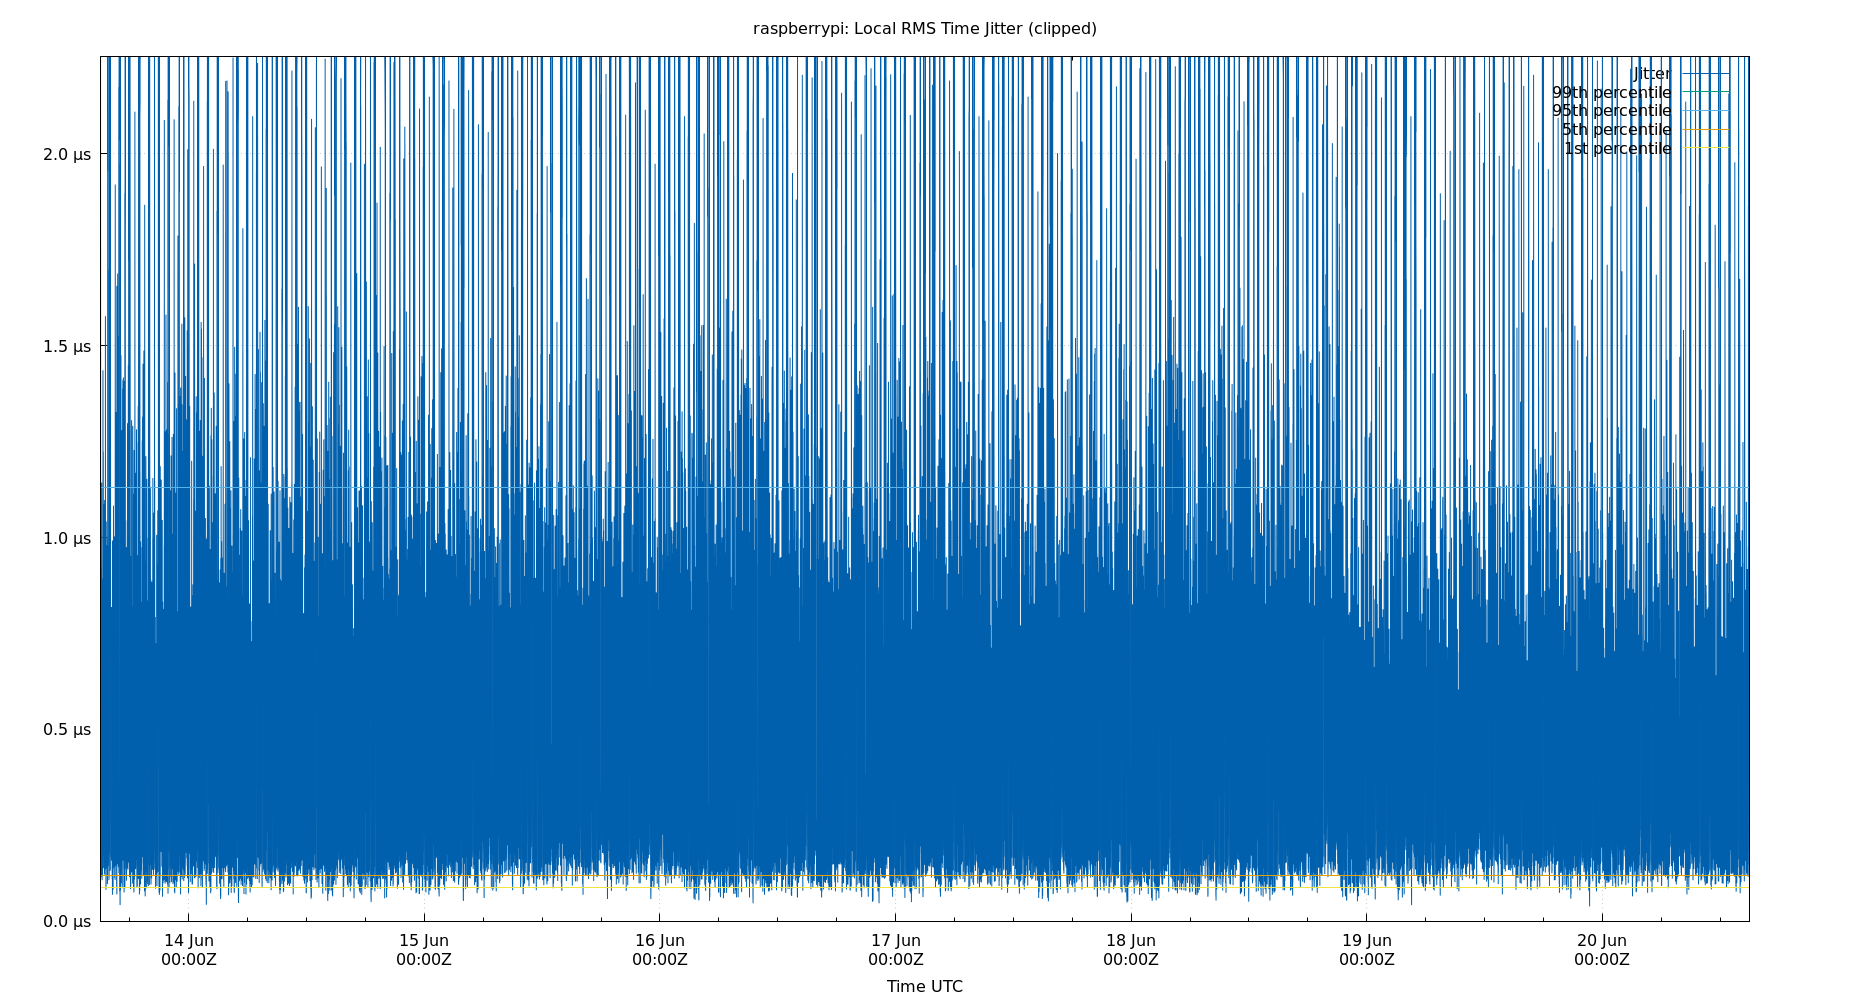 raspberrypi: Local RMS Time Jitter (clipped)
Jitter
99th percentile
95th percentile
5th percentile
1st percentile
2.0 μs
1.5 μs
1.0 μs
0.5 μs
0.0 μs
14 Jun 15 Jun 16 Jun 17 Jun 18 Jun 19 Jun 20 Jun
00:00Z 00:00Z 00:00Z 00:00Z 00:00Z 00:00Z 00:00Z
Time UTC